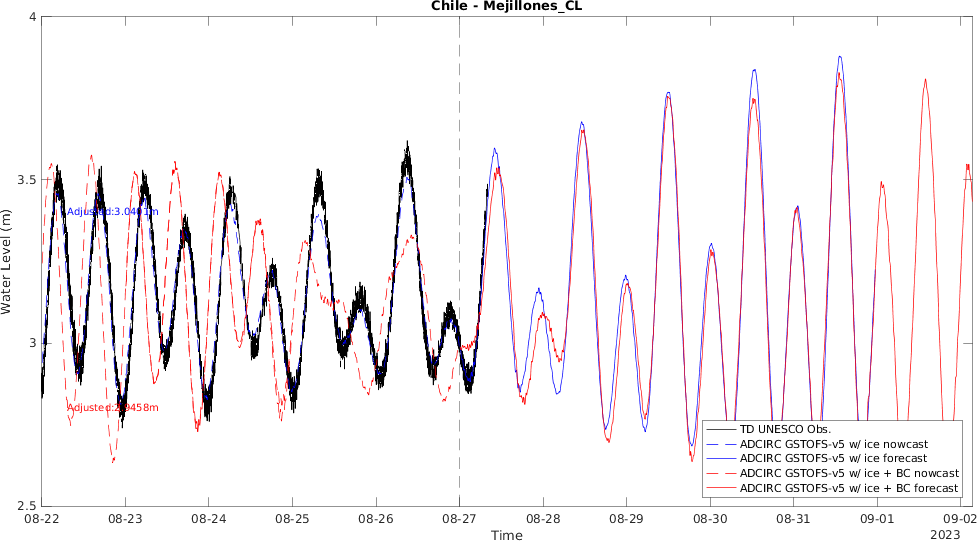 Chile - Mejillones_CL
4
3.5
3
2.5
Water Level (m)
Adjusted:3.0401m
Adjusted:2.9458m
TD UNESCO Obs.
ADCIRC GSTOFS-v5 w/ ice nowcast
ADCIRC GSTOFS-v5 w/ ice forecast
ADCIRC GSTOFS-v5 w/ ice + BC nowcast
ADCIRC GSTOFS-v5 w/ ice + BC forecast
08-22 08-23 08-24 08-25 08-26 08-27 08-28 08-29 08-30 08-31 09-01 09-02
2023
Time